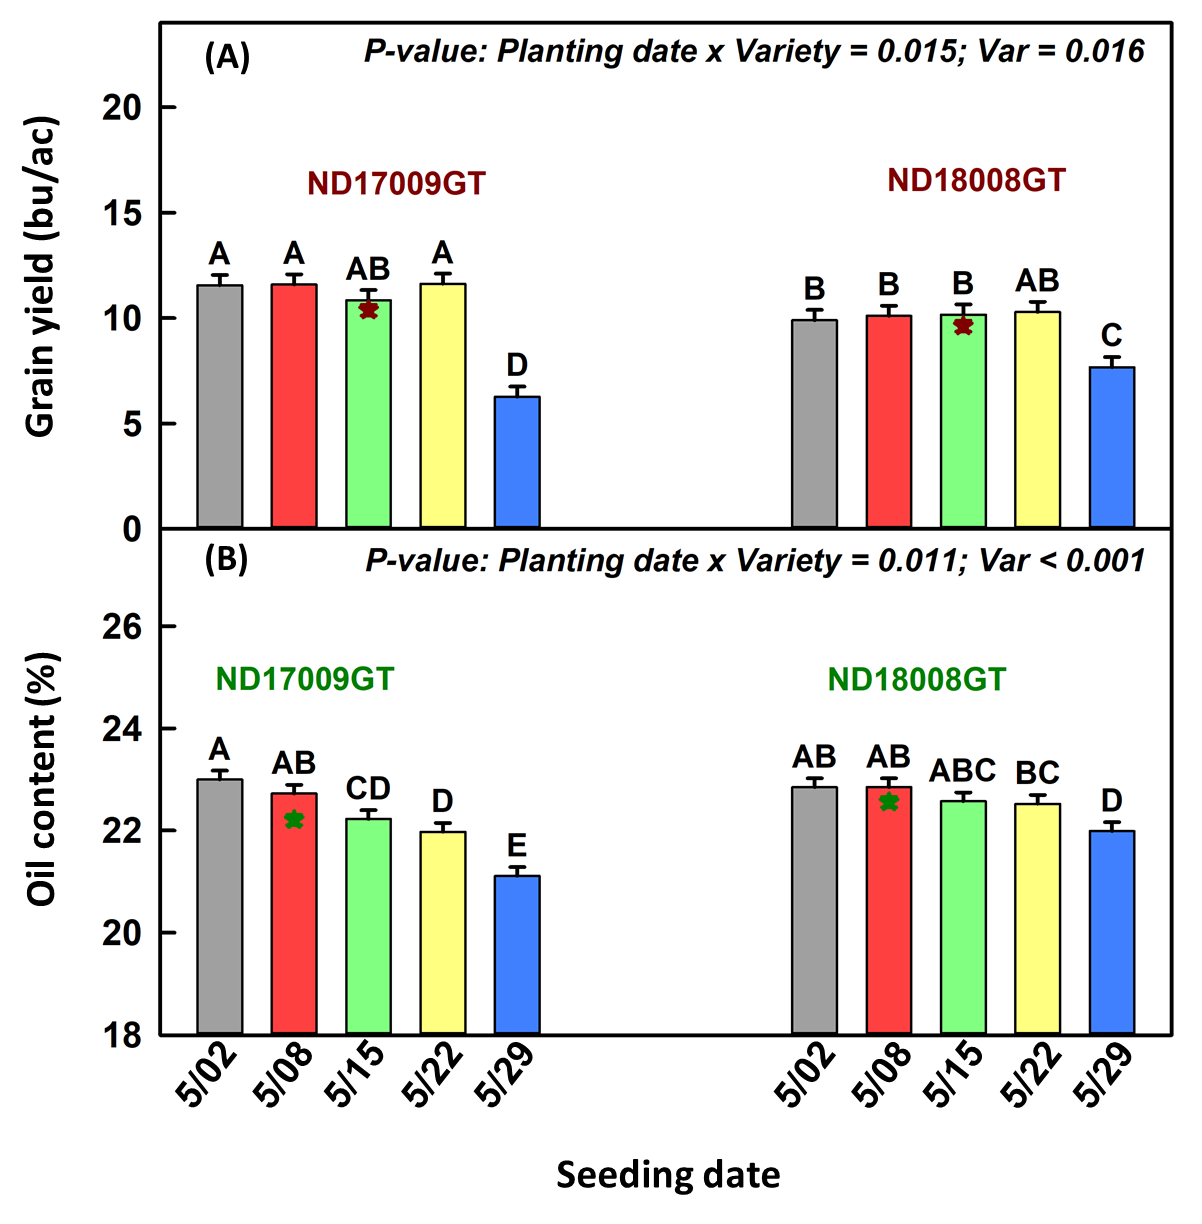 (A)
P-value: Planting date x Variety = 0.015; Var = 0.016
Grain yield (bu/ac)
20
15
10
5
0
ND17009GT
ND18008GT
A
A
AB
A
D
B
B
B
AB
C
(B)
P-value: Planting date x Variety = 0.011; Var < 0.001
Oil content (%)
26
24
22
20
18
ND17009GT
ND18008GT
A
AB
CD
D
E
AB
AB
ABC
BC
D
5/02
5/08
5/15
5/22
5/29
5/02
5/08
5/15
5/22
5/29
Seeding date